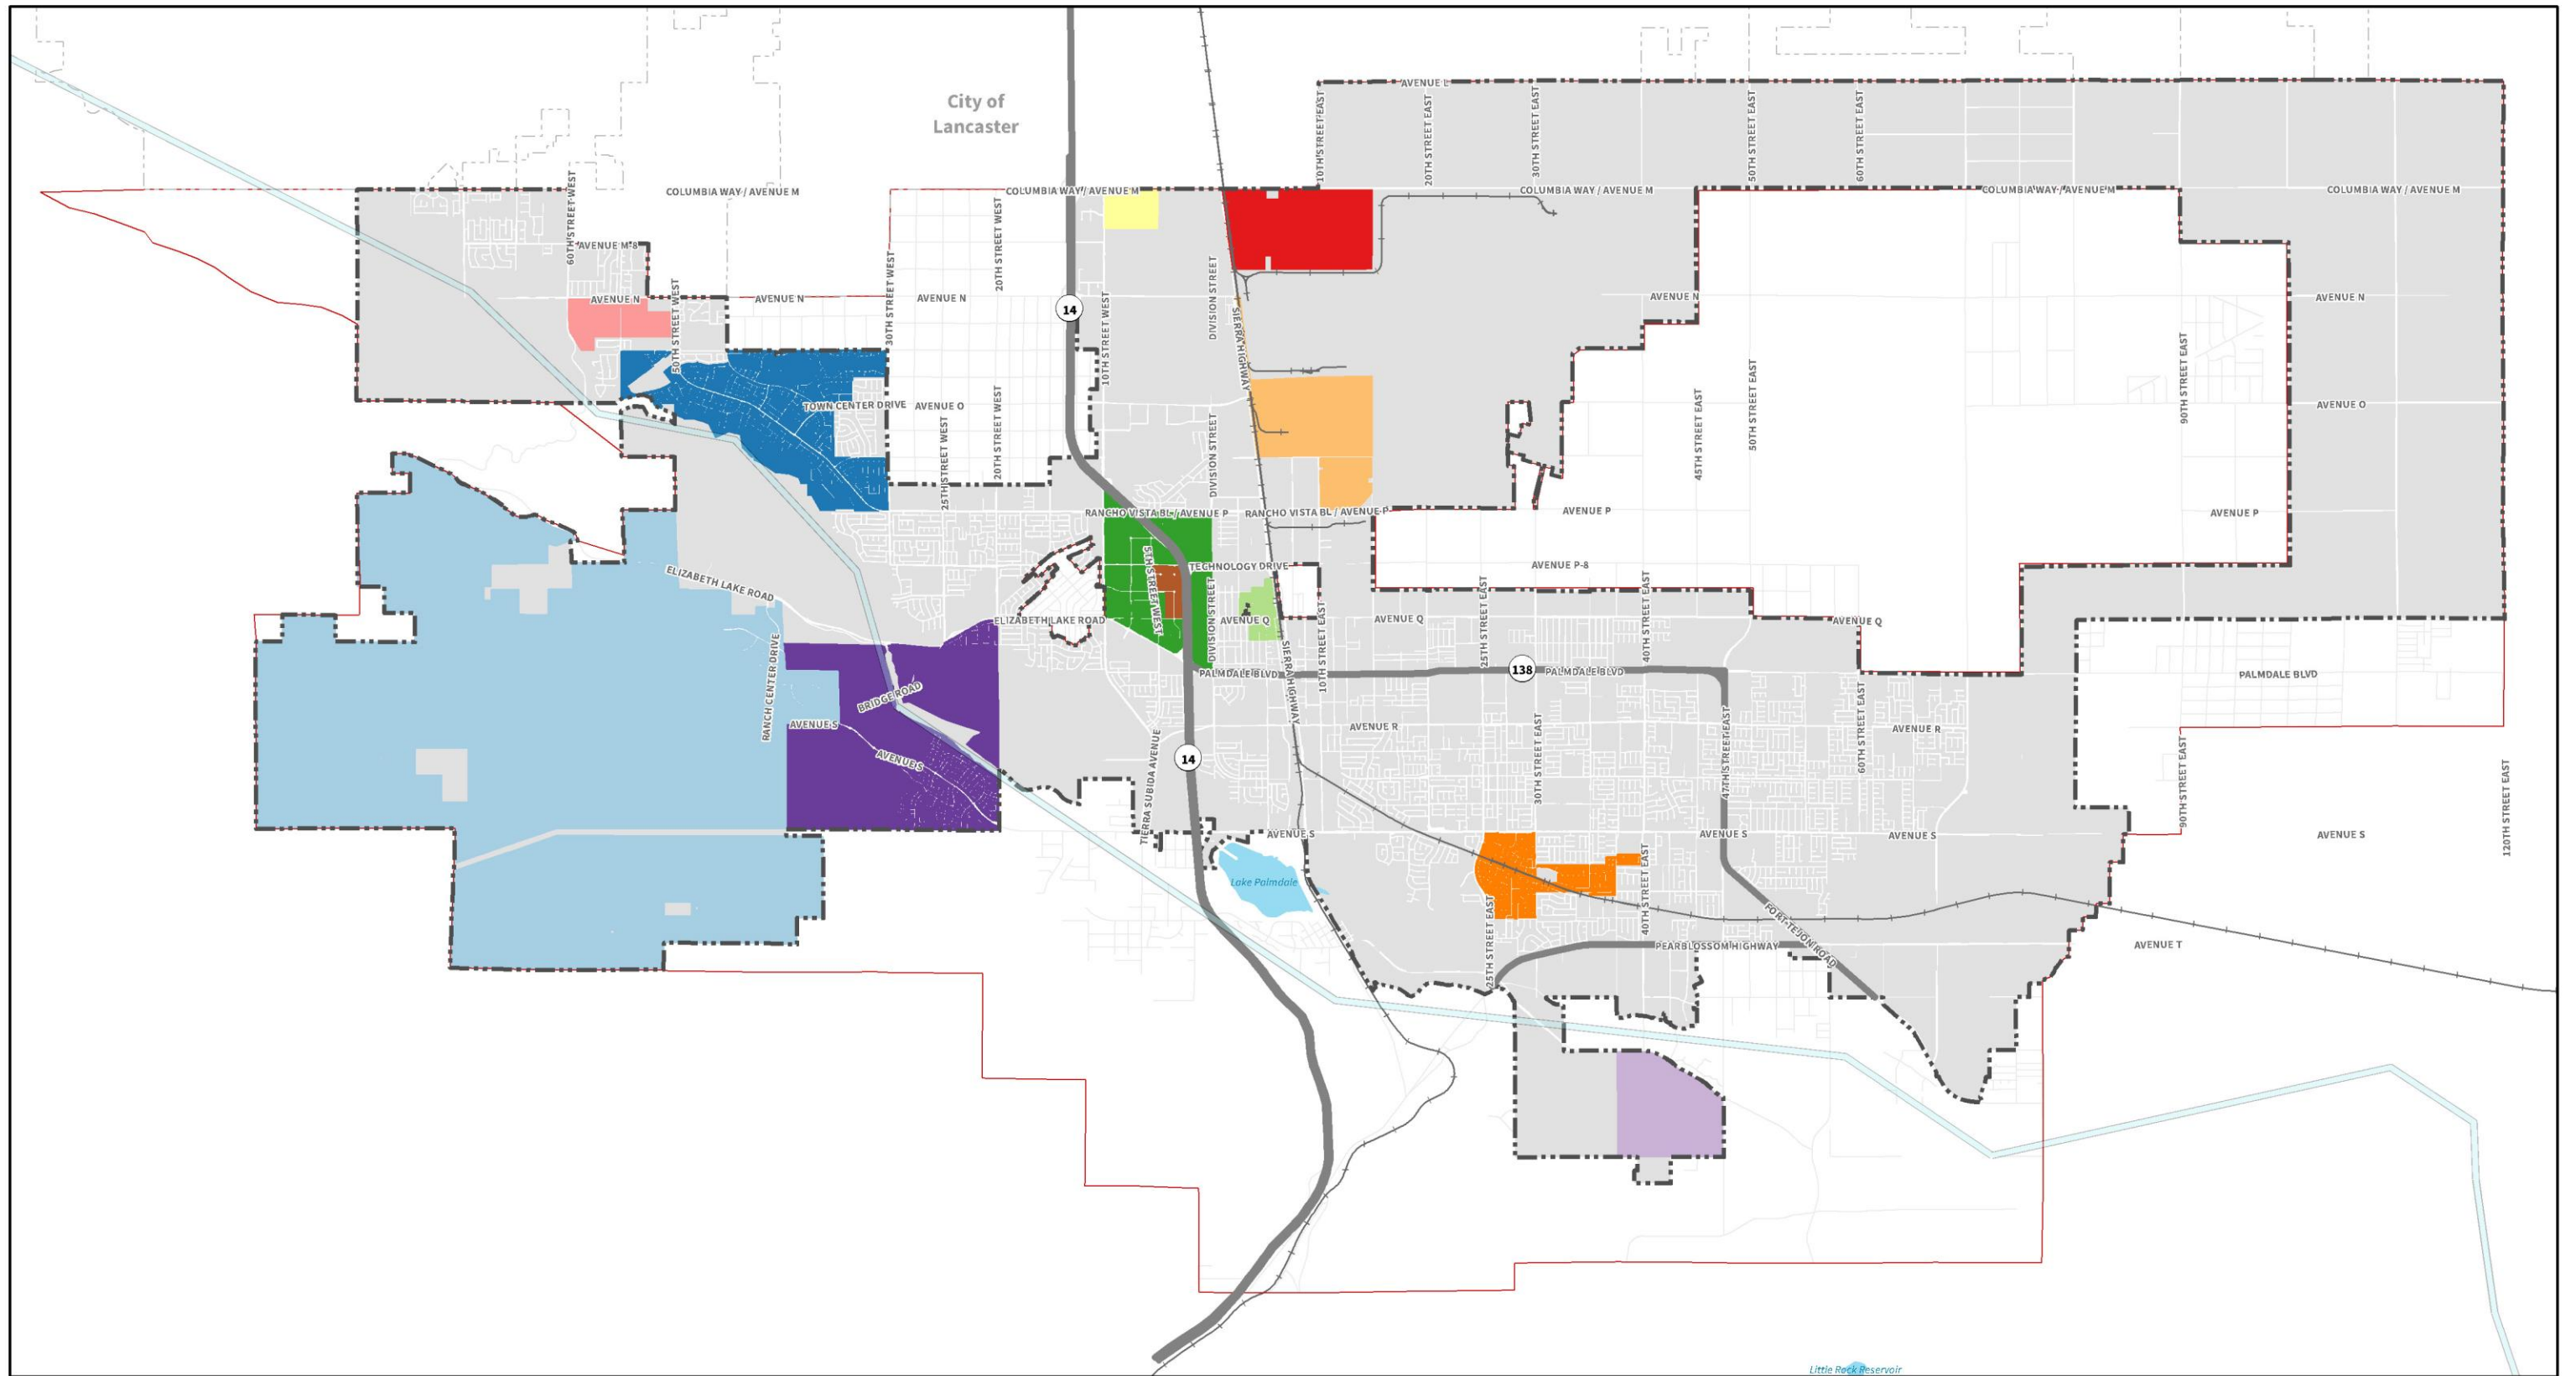 AVENUE L
City of
Lancaster
10TH STREET EAST
20TH STREET EAST
30TH STREET EAST
50TH STREET EAST
60TH STREET EAST
COLUMBIA WAY / AVENUE M
COLUMBIA WAY / AVENUE M
COLUMBIA WAY / AVENUE M
COLUMBIA WAY / AVENUE M
COLUMBIA WAY / AVENUE M
60TH STREET WEST
AVENUE M-8
20TH STREET WEST
AVENUE N
AVENUE N
AVENUE N
AVENUE N
AVENUE N
50TH STREET WEST
30TH STREET WEST
14
10TH STREET WEST
DIVISION STREET
SIERRA HIGHWAY
TOWN CENTER DRIVE
AVENUE O
AVENUE O
20TH STREET WEST
25TH STREET WEST
DIVISION STREET
45TH STREET EAST
50TH STREET EAST
90TH STREET EAST
RANCHO VISTA BL / AVENUE P
RANCHO VISTA BL / AVENUE P
AVENUE P
AVENUE P
5TH STREET WEST
TECHNOLOGY DRIVE
AVENUE P-8
ELIZABETH LAKE ROAD
ELIZABETH LAKE ROAD
DIVISION STREET
AVENUE Q
AVENUE Q
AVENUE Q
10TH STREET EAST
25TH STREET EAST
40TH STREET EAST
RANCH CENTER DRIVE
SIERRA HIGHWAY
PALMDALE BLVD
138
PALMDALE BLVD
PALMDALE BLVD
BRIDGE ROAD
AVENUE S
AVENUE S
AVENUE R
AVENUE R
TIERRA SUBIDA AVENUE
14
30TH STREET EAST
47TH STREET EAST
60TH STREET EAST
90TH STREET EAST
120TH STREET EAST
AVENUE S
AVENUE S
AVENUE S
AVENUE S
Lake Palmdale
25TH STREET EAST
40TH STREET EAST
FORT TEJON ROAD
PEARBLOSSOM HIGHWAY
AVENUE T
Little Rock Reservoir